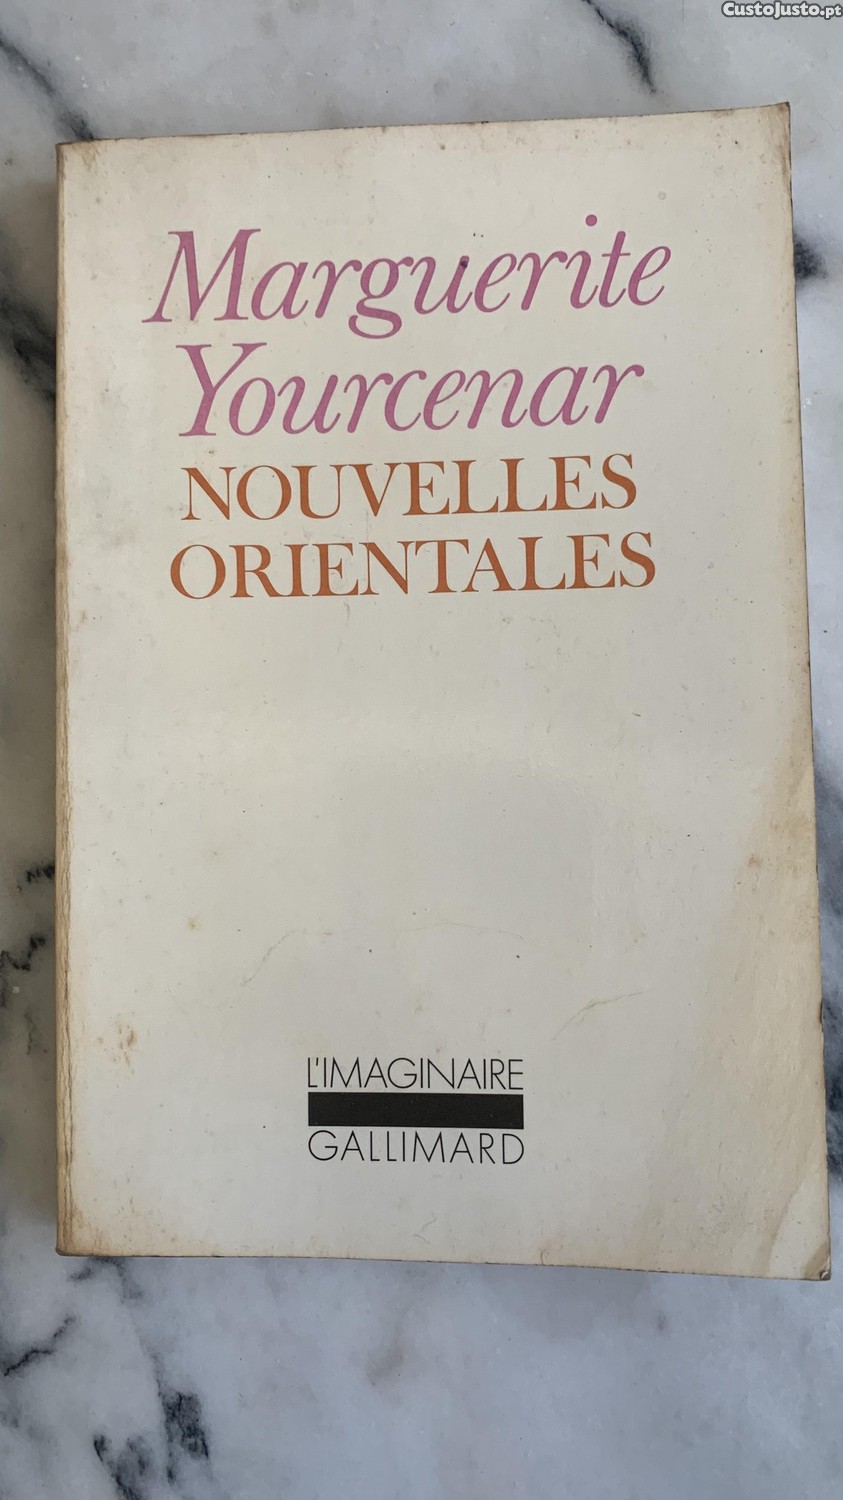 CustoJusto.pt
Marguerite
Yourcenar
NOUVELLES
ORIENTALES
L'IMAGINAIRE
GALLIMARD